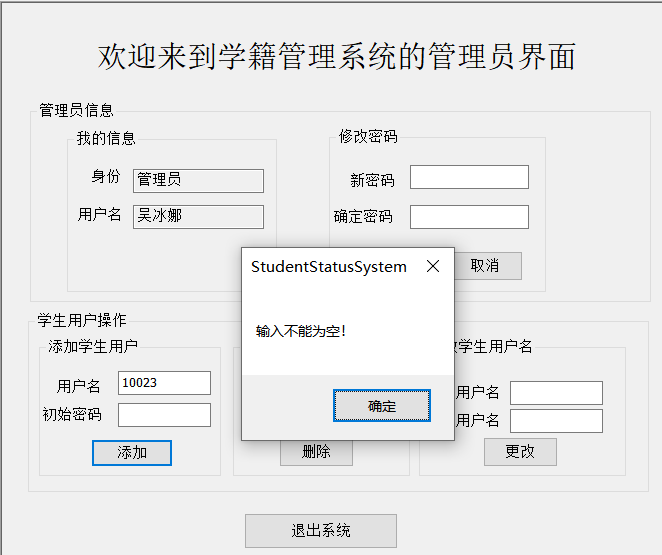 欢迎来到学籍管理系统的管理员界面
管理员信息
我的信息
修改密码
身份
管理员
新密码
用户名
吴冰娜
确定密码
取消
StudentStatusSystem
输入不能为空!
确定
学生用户操作
添加学生用户
学生用户名
用户名
10023
用户名
初始密码
用户名
添加
删除
更改
退出系统